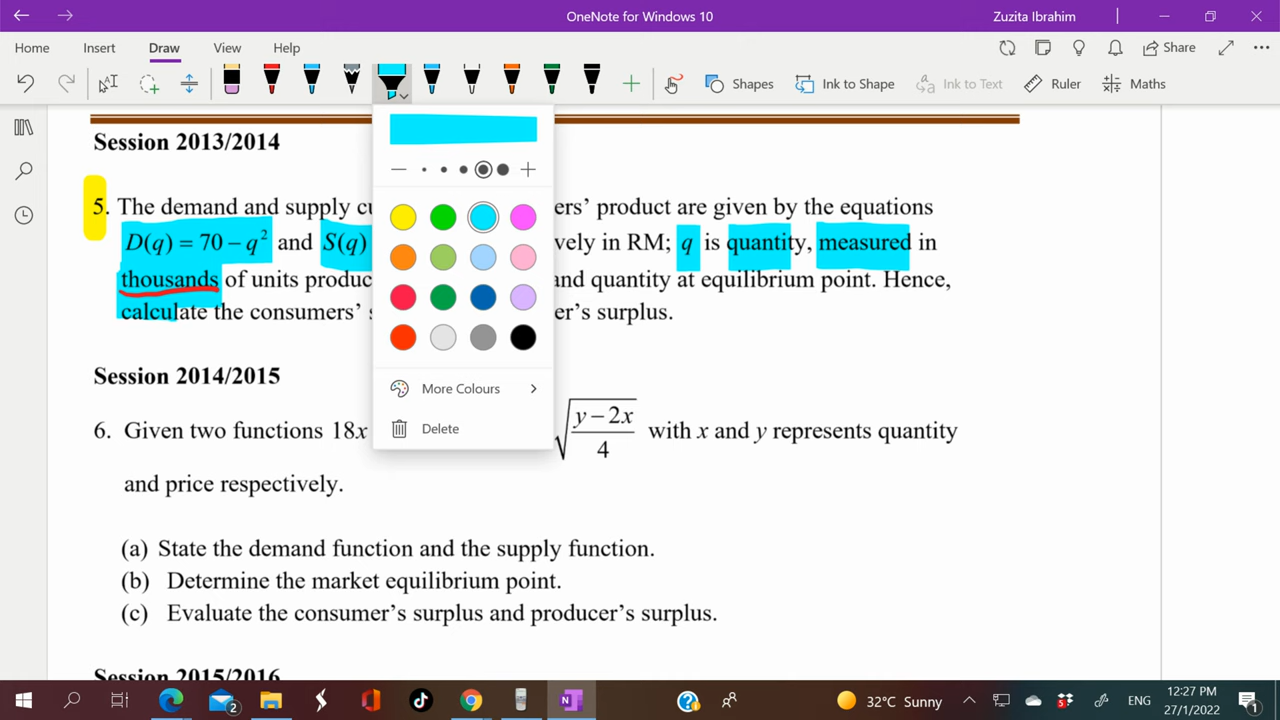 OneNote for Windows 10
Zuzita Ibrahim
Home Insert Draw View Help
Share
Shapes Ink to Shape Ink to Text Ruler Maths
Session 2013/2014
5. The demand and supply ers' product are given by the equations
D(q) = 70 – q² and S(q) vely in RM; q is quantity, measured in
thousands of units produc and quantity at equilibrium point. Hence,
calculate the consumers' er's surplus.
More Colours
Delete
Session 2014/2015
6. Given two functions 18x √((y – 2x)/4) with x and y represents quantity
and price respectively.
(a) State the demand function and the supply function.
(b) Determine the market equilibrium point.
(c) Evaluate the consumer's surplus and producer's surplus.
Session 2015/2016
2
32°C Sunny
5
ENG
12:27 PM
27/1/2022
1